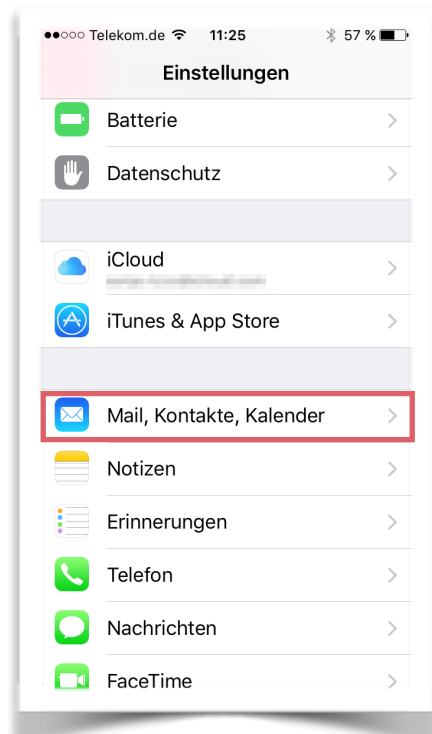 Telekom.de 11:25 57 %
Einstellungen
Batterie
Datenschutz
iCloud
iTunes & App Store
Mail, Kontakte, Kalender
Notizen
Erinnerungen
Telefon
Nachrichten
FaceTime